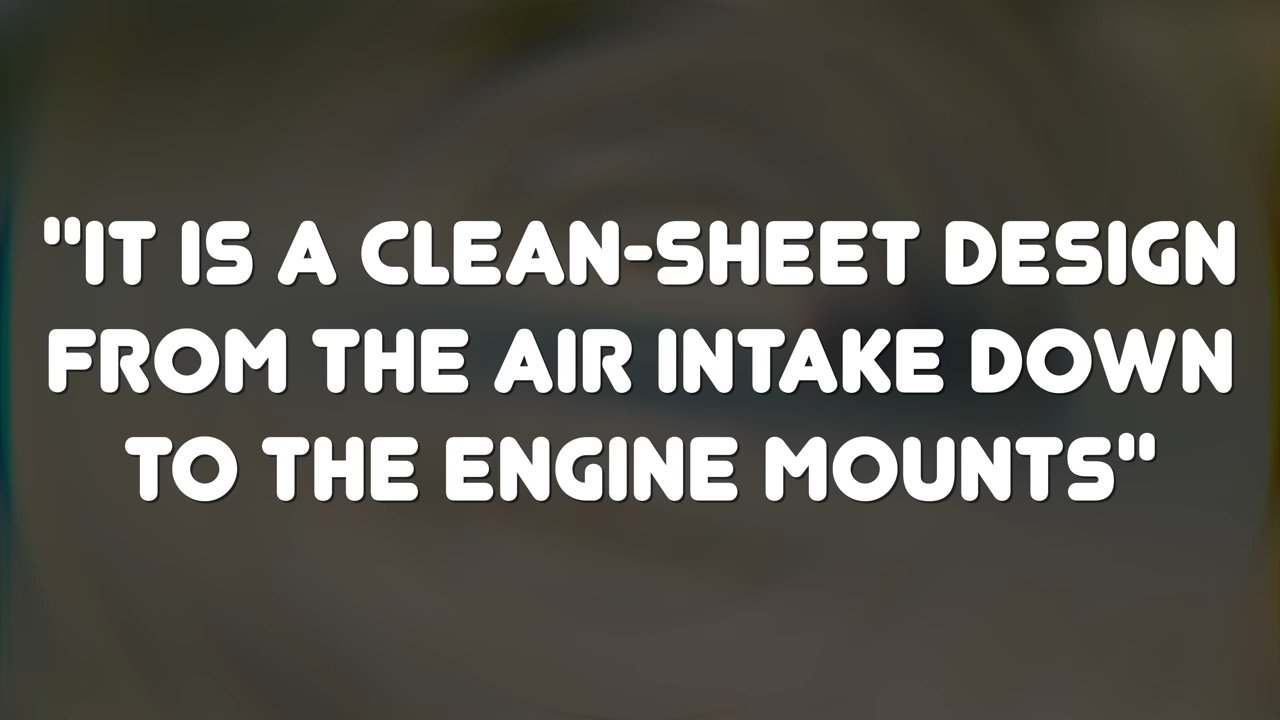 "IT IS A CLEAN-SHEET DESIGN
FROM THE AIR INTAKE DOWN
TO THE ENGINE MOUNTS"